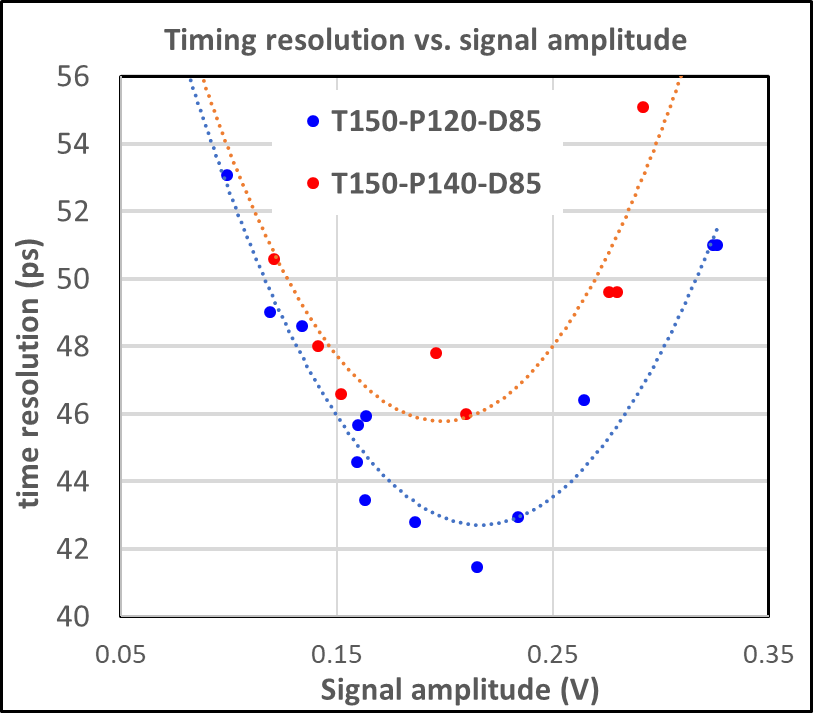 Timing resolution vs. signal amplitude
56
54
52
50
48
46
44
42
40
time resolution (ps)
T150-P120-D85
T150-P140-D85
0.05 0.15 0.25 0.35
Signal amplitude (V)